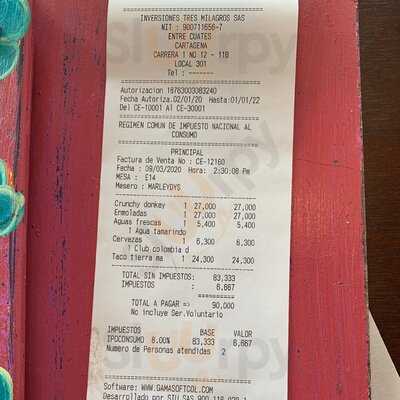 INVERSIONES TRES MILAGROS SAS
NIT : 900711656-7
ENTRE CUATES
CARTAGENA
CARRERA 1 NO 12 - 118
LOCAL 301
Tel : -------
Autorizacion 18763003083240
Fecha Autoriza.02/01/20 Hasta:01/01/22
Del CE-10001 Al CE-30001
REGIMEN COMUN DE IMPUESTO NACIONAL AL
CONSUMO
PRINCIPAL
Factura de Venta No : CE-12160
Fecha : 09/03/2020 Hora: 2:30:08 Pm
MESA : E14
Mesero : MARLEYDYS
Crunchy donkey 1 27,000 27,000
Enmoladas 1 27,000 27,000
Aguas frescas 1 5,400 5,400
1 Agua tamarindo
Cervezas 1 6,300 6,300
1 Club colombia d
Taco tierra ma 1 24,300 24,300
TOTAL SIN IMPUESTOS: 83,333
IMPUESTOS : 6,667
==========
TOTAL A PAGAR => 90,000
No incluye Ser.Voluntario
IMPUESTOS BASE VALOR
IPOCONSUMO 8.00% 83,333 6,667
Numero de Personas atendidas 2
Software: WWW.GAMASOFTCOL.COM
Desarrollado por